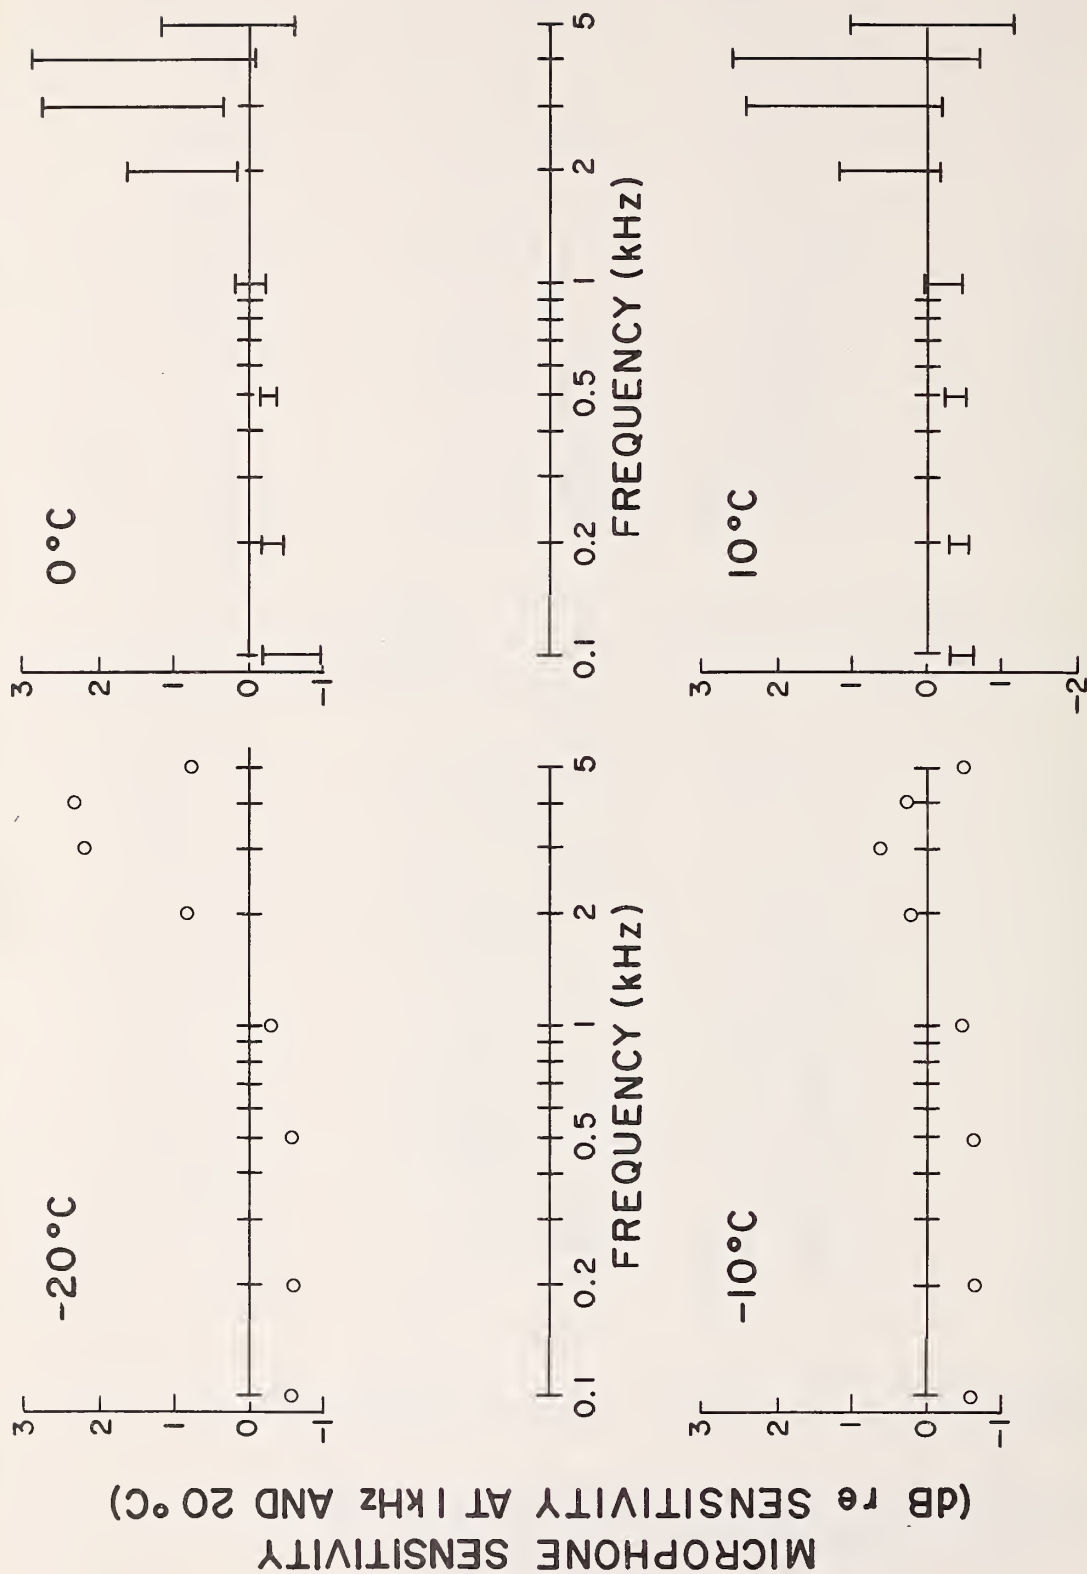 MICROPHONE SENSITIVITY
(dB re SENSITIVITY AT 1 kHz AND 20 °C)
-20°C
3
2
1
0
-1
0°C
3
2
1
0
-1
0.1 0.2 0.5 1 2 5
FREQUENCY (kHz)
0.1 0.2 0.5 1 2 5
FREQUENCY (kHz)
-10°C
3
2
1
0
-1
10°C
3
2
1
0
-1
-2